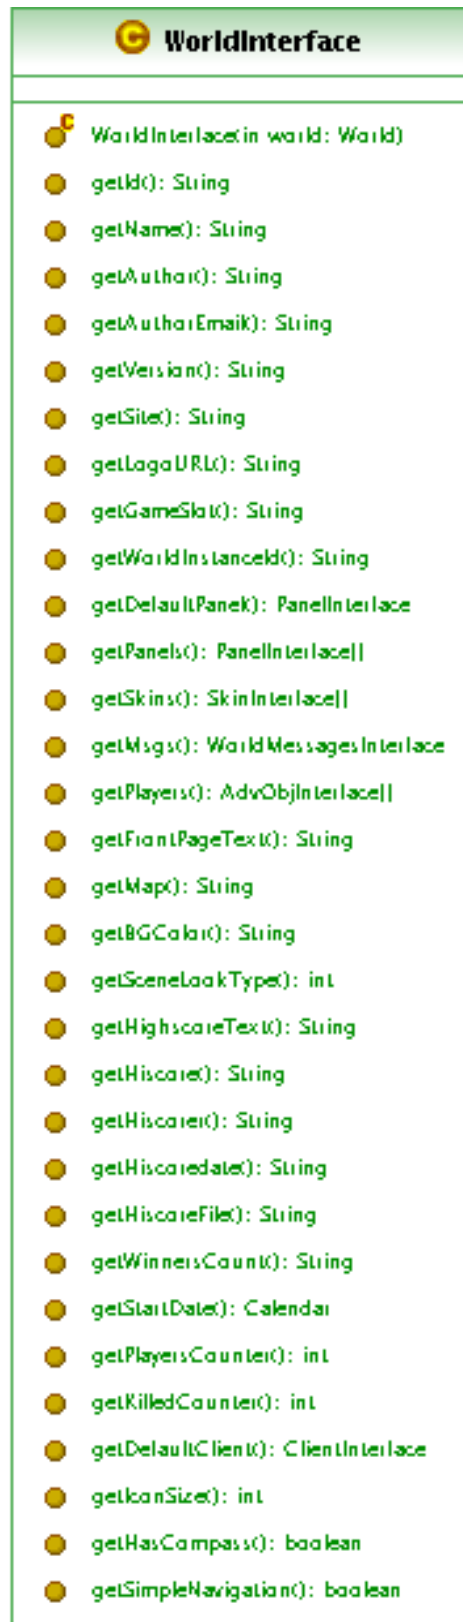 C WorldInterface
C WorldInterface(in world: World)
getId(): String
getName(): String
getAuthor(): String
getAuthorEmail(): String
getVersion(): String
getSite(): String
getLogoURL(): String
getGameSlot(): String
getWorldInstanceId(): String
getDefaultPanel(): PanelInterface
getPanels(): PanelInterface[]
getSkins(): SkinInterface[]
getMsgs(): WorldMessagesInterface
getPlayers(): AdvObjInterface[]
getFrontPageText(): String
getMap(): String
getBGColor(): String
getSceneLookType(): int
getHighscoreText(): String
getHiscore(): String
getHiscorer(): String
getHiscoredate(): String
getHiscoreFile(): String
getWinnersCount(): String
getStartDate(): Calendar
getPlayersCounter(): int
getKilledCounter(): int
getDefaultClient(): ClientInterface
getIconSize(): int
getHasCompass(): boolean
getSimpleNavigation(): boolean